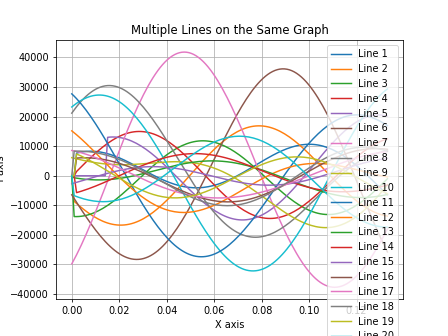 Multiple Lines on the Same Graph
40000
30000
20000
10000
0
-10000
-20000
-30000
-40000
0.00
0.02
0.04
0.06
0.08
0.10
X axis
Line 1
Line 2
Line 3
Line 4
Line 5
Line 6
Line 7
Line 8
Line 9
Line 10
Line 11
Line 12
Line 13
Line 14
Line 15
Line 16
Line 17
Line 18
Line 19
Line 20